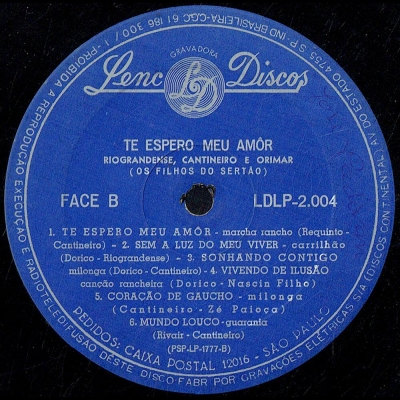 GRAVADORA
Lenc LD Discos
TE ESPERO MEU AMÔR
RIOGRANDENSE, CANTINEIRO E ORIMAR
(OS FILHOS DO SERTÃO)
FACE B
LDLP-2.004
1. TE ESPERO MEU AMÔR - marcha rancho (Requinto-
Cantineiro) - 2. SEM A LUZ DO MEU VIVER - carrilhão
(Dorico - Riograndense) - 3. SONHANDO CONTIGO
milonga (Dorico - Cantineiro) - 4. VIVENDO DE ILUSÃO
canção rancheira (Dorico - Nascin Filho)
5. CORAÇÃO DE GAUCHO - milonga
(Cantineiro - Zé Paioça)
6. MUNDO LOUCO - guarania
(Rivair - Cantineiro)
(PSP-LP-1777-B)
PEDIDOS: CAIXA POSTAL 12016 - SÃO PAULO
DISCO FABR POR GRAVAÇÕES ELÉTRICAS S/A (DISCOS CONTINENTAL) AV DO ESTADO 4755 S P IND BRASILEIRA - CGC 61 186 300/1 - PROIBIDA A REPRODUÇÃO EXECUÇÃO E RADIOTELEDIFUSÃO DESTE